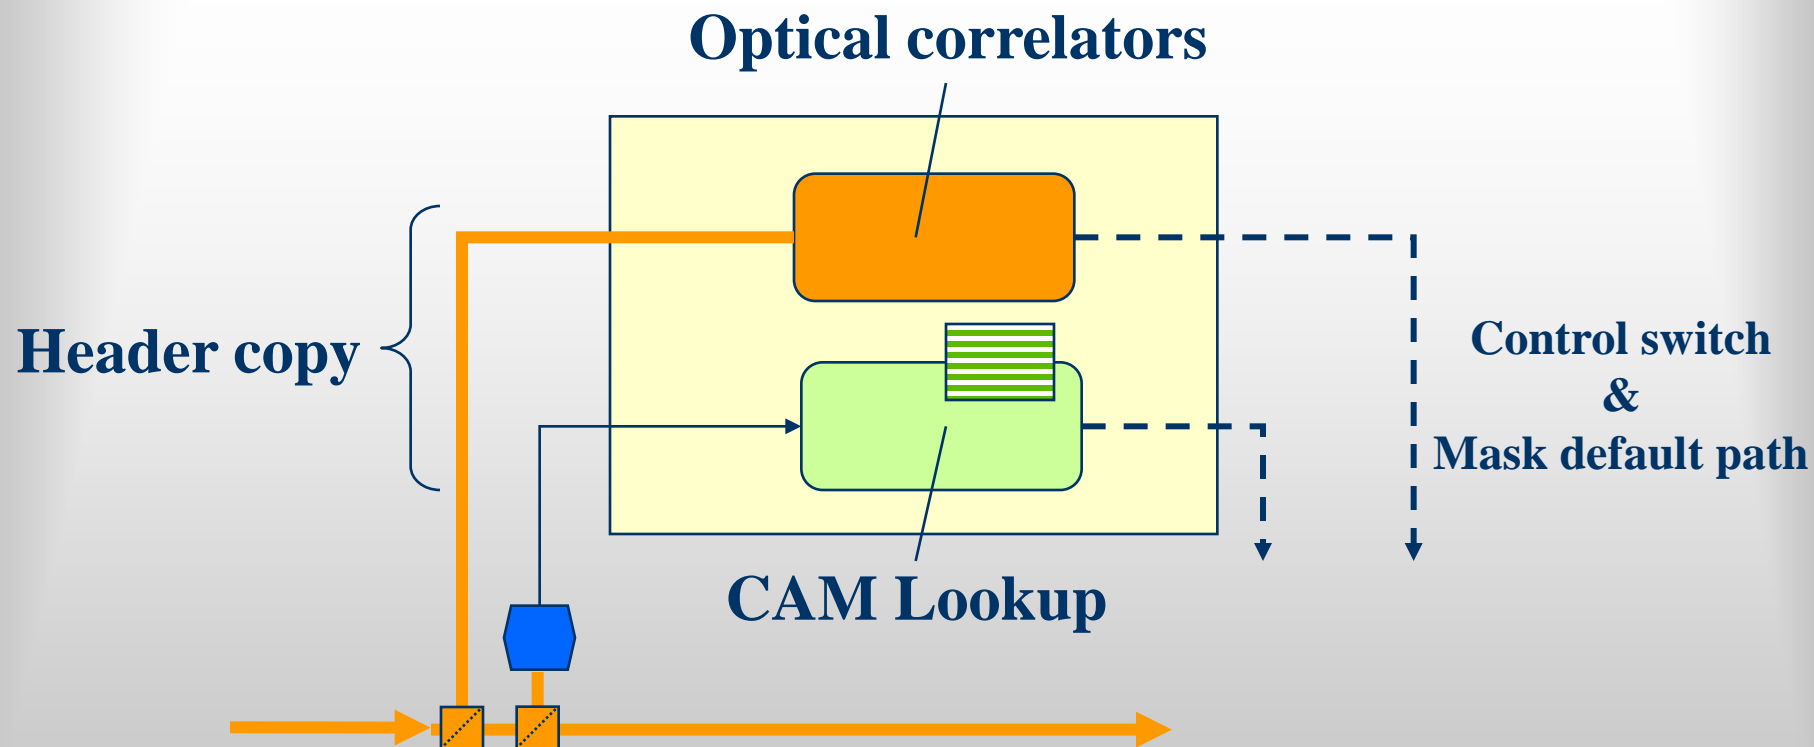 Optical correlators
Header copy
Control switch
&
Mask default path
CAM Lookup